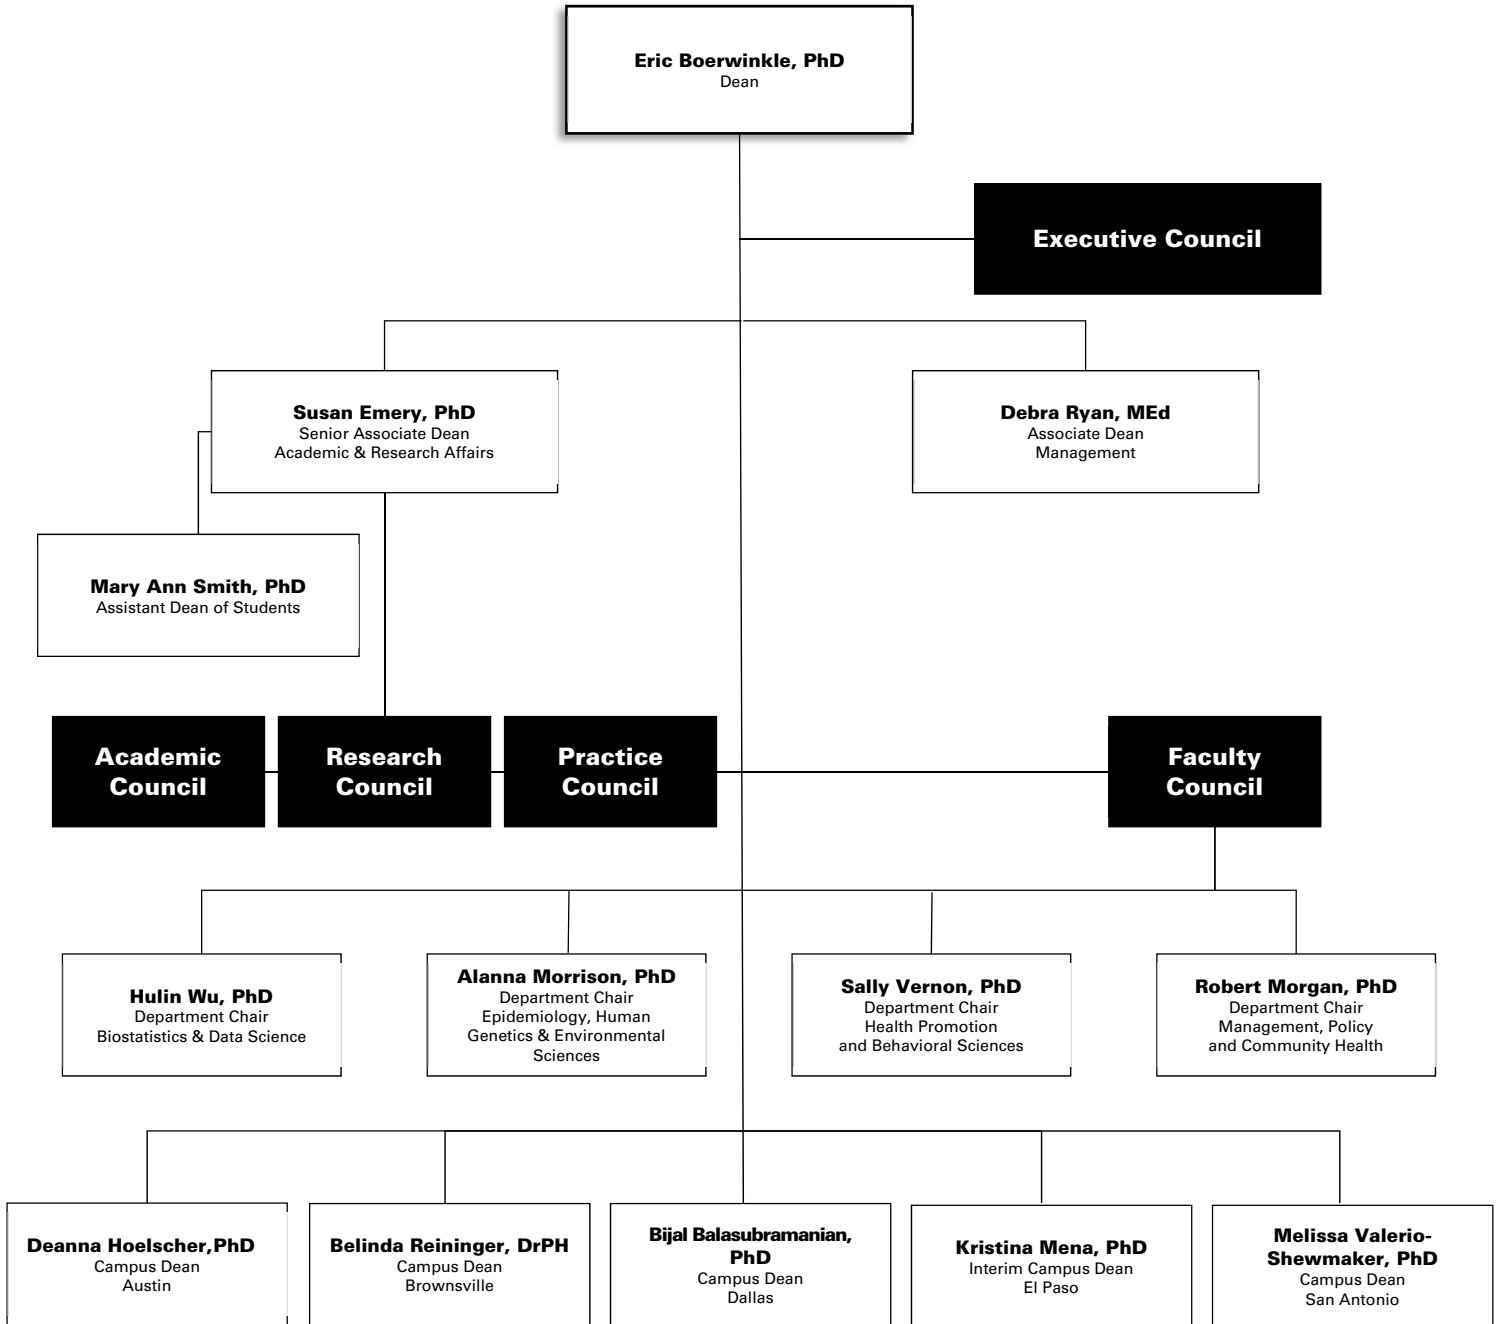 Eric Boerwinkle, PhD
Dean
Executive Council
Susan Emery, PhD
Senior Associate Dean
Academic & Research Affairs
Debra Ryan, MEd
Associate Dean
Management
Mary Ann Smith, PhD
Assistant Dean of Students
Academic
Council
Research
Council
Practice
Council
Faculty
Council
Hulin Wu, PhD
Department Chair
Biostatistics & Data Science
Alanna Morrison, PhD
Department Chair
Epidemiology, Human
Genetics & Environmental
Sciences
Sally Vernon, PhD
Department Chair
Health Promotion
and Behavioral Sciences
Robert Morgan, PhD
Department Chair
Management, Policy
and Community Health
Deanna Hoelscher,PhD
Campus Dean
Austin
Belinda Reininger, DrPH
Campus Dean
Brownsville
Bijal Balasubramanian,
PhD
Campus Dean
Dallas
Kristina Mena, PhD
Interim Campus Dean
El Paso
Melissa Valerio-
Shewmaker, PhD
Campus Dean
San Antonio